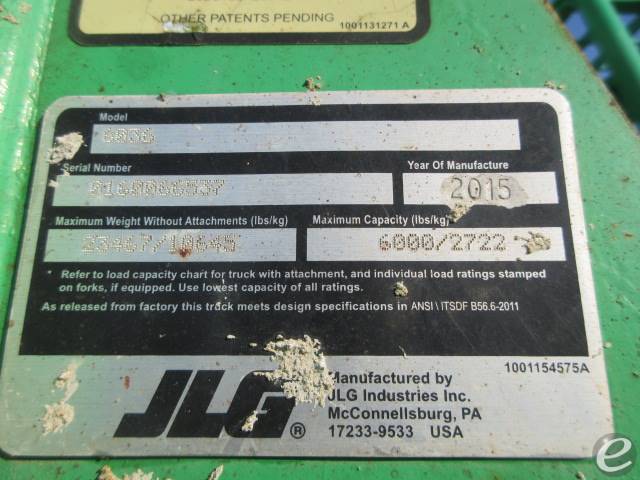 OTHER PATENTS PENDING
1001131271 A
Model
6036
Serial Number
Year Of Manufacture
2015
Maximum Weight Without Attachments (lbs/kg)
Maximum Capacity (lbs/kg)
23467/10645
6000/2722
* Refer to load capacity chart for truck with attachment, and individual load ratings stamped
on forks, if equipped. Use lowest capacity of all ratings.
As released from factory this truck meets design specifications in ANSI \ ITSDF B56.6-2011
1001154575A
JLG®
Manufactured by
JLG Industries Inc.
McConnellsburg, PA
17233-9533 USA
e